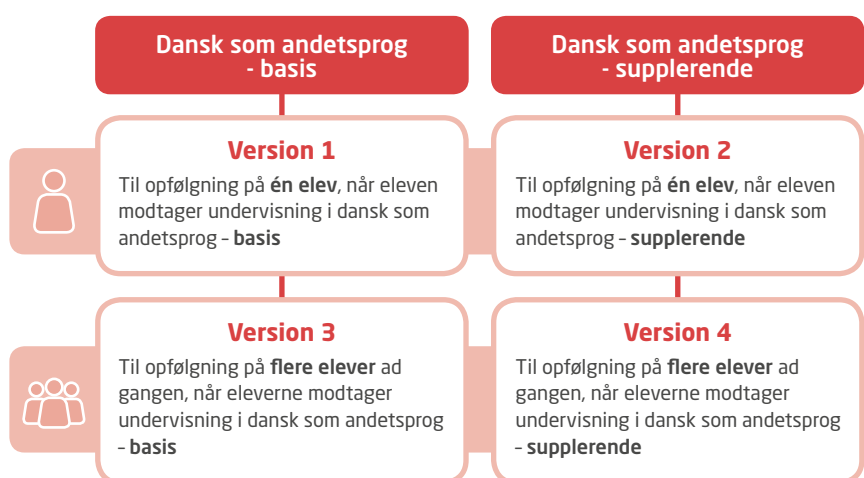 Dansk som andetsprog
- basis
Dansk som andetsprog
- supplerende
Version 1
Til opfølgning på én elev, når eleven
modtager undervisning i dansk som
andetsprog – basis
Version 2
Til opfølgning på én elev, når eleven
modtager undervisning i dansk som
andetsprog – supplerende
Version 3
Til opfølgning på flere elever ad
gangen, når eleverne modtager
undervisning i dansk som andetsprog
– basis
Version 4
Til opfølgning på flere elever ad
gangen, når eleverne modtager
undervisning i dansk som andetsprog
– supplerende